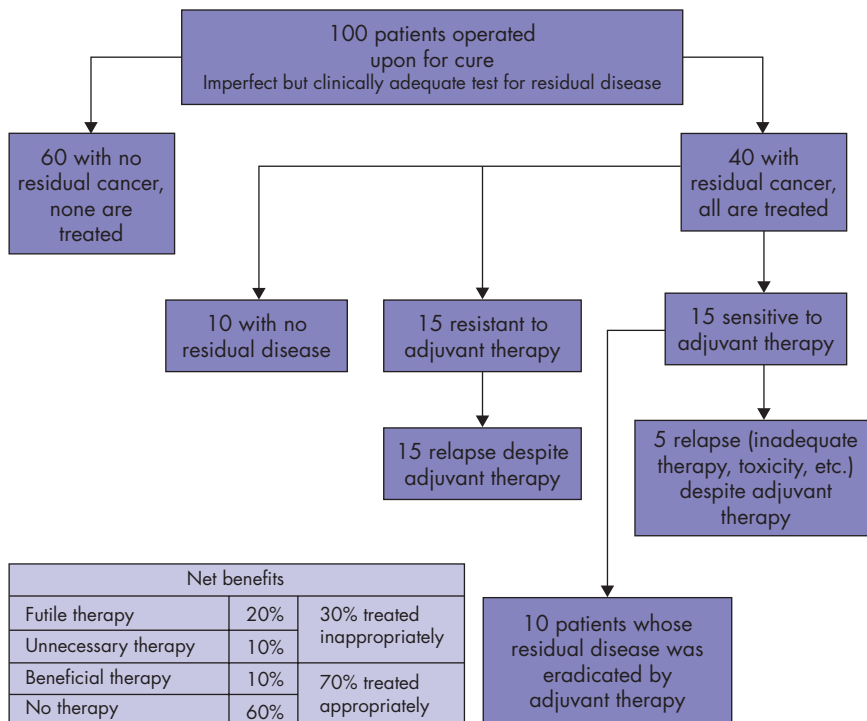 100 patients operated
upon for cure
Imperfect but clinically adequate test for residual disease
60 with no
residual cancer,
none are
treated
40 with
residual cancer,
all are treated
10 with no
residual disease
15 resistant to
adjuvant therapy
15 sensitive to
adjuvant therapy
15 relapse despite
adjuvant therapy
5 relapse (inadequate
therapy, toxicity, etc.)
despite adjuvant
therapy
10 patients whose
residual disease was
eradicated by
adjuvant therapy
Net benefits
Futile therapy 20% 30% treated
Unnecessary therapy 10% inappropriately
Beneficial therapy 10% 70% treated
No therapy 60% appropriately